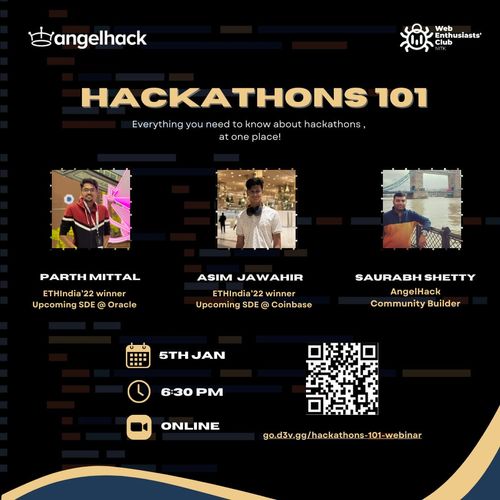 angelhack
Web
Enthusiasts'
Club
NITK
HACKATHONS 101
Everything you need to know about hackathons ,
at one place!
PARTH MITTAL
ETHIndia'22 winner
Upcoming SDE @ Oracle
ASIM JAWAHIR
ETHIndia'22 winner
Upcoming SDE @ Coinbase
SAURABH SHETTY
AngelHack
Community Builder
5TH JAN
6:30 PM
ONLINE
go.d3v.gg/hackathons-101-webinar